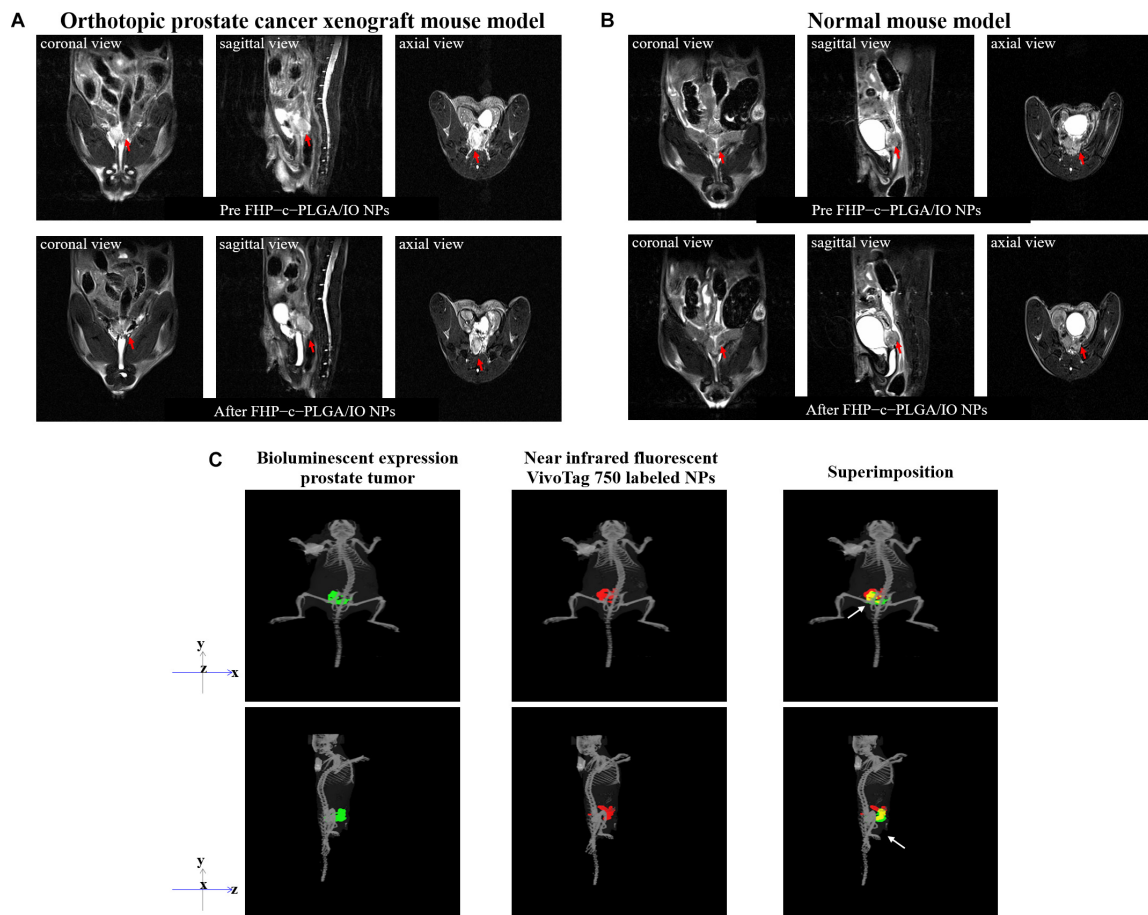 A
Orthotopic prostate cancer xenograft mouse model
coronal view
sagittal view
axial view
Pre FHP−c−PLGA/IO NPs
coronal view
sagittal view
axial view
After FHP−c−PLGA/IO NPs
B
Normal mouse model
coronal view
sagittal view
axial view
Pre FHP−c−PLGA/IO NPs
coronal view
sagittal view
axial view
After FHP−c−PLGA/IO NPs
C
Bioluminescent expression
prostate tumor
Near infrared fluorescent
VivoTag 750 labeled NPs
Superimposition
y
z
x
y
x
z